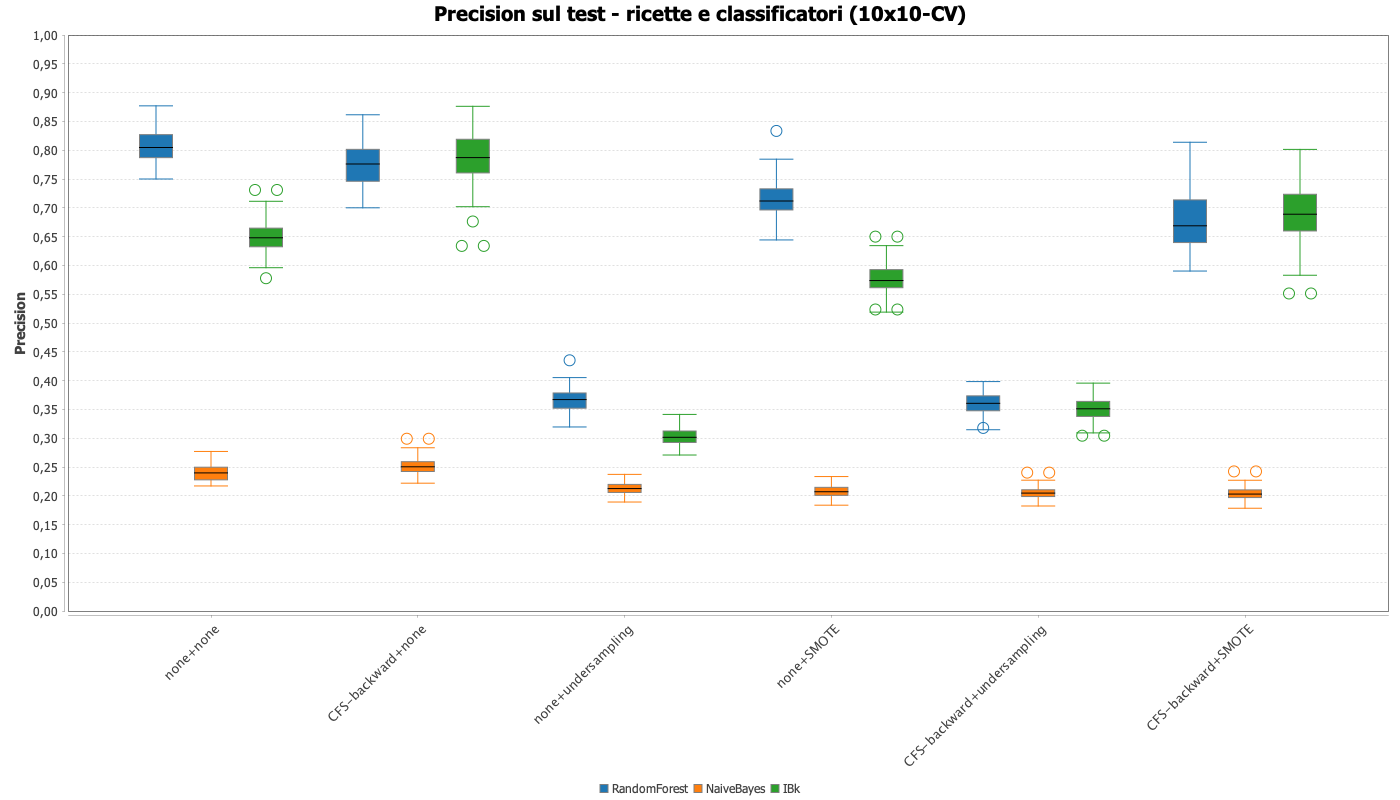 Precision sul test - ricette e classificatori (10x10-CV)
1,00
0,95
0,90
0,85
0,80
0,75
0,70
0,65
0,60
0,55
0,50
0,45
0,40
0,35
0,30
0,25
0,20
0,15
0,10
0,05
0,00
Precision
none+none
CFS-backward+none
none+undersampling
none+SMOTE
CFS-backward+undersampling
CFS-backward+SMOTE
RandomForest NaiveBayes IBk